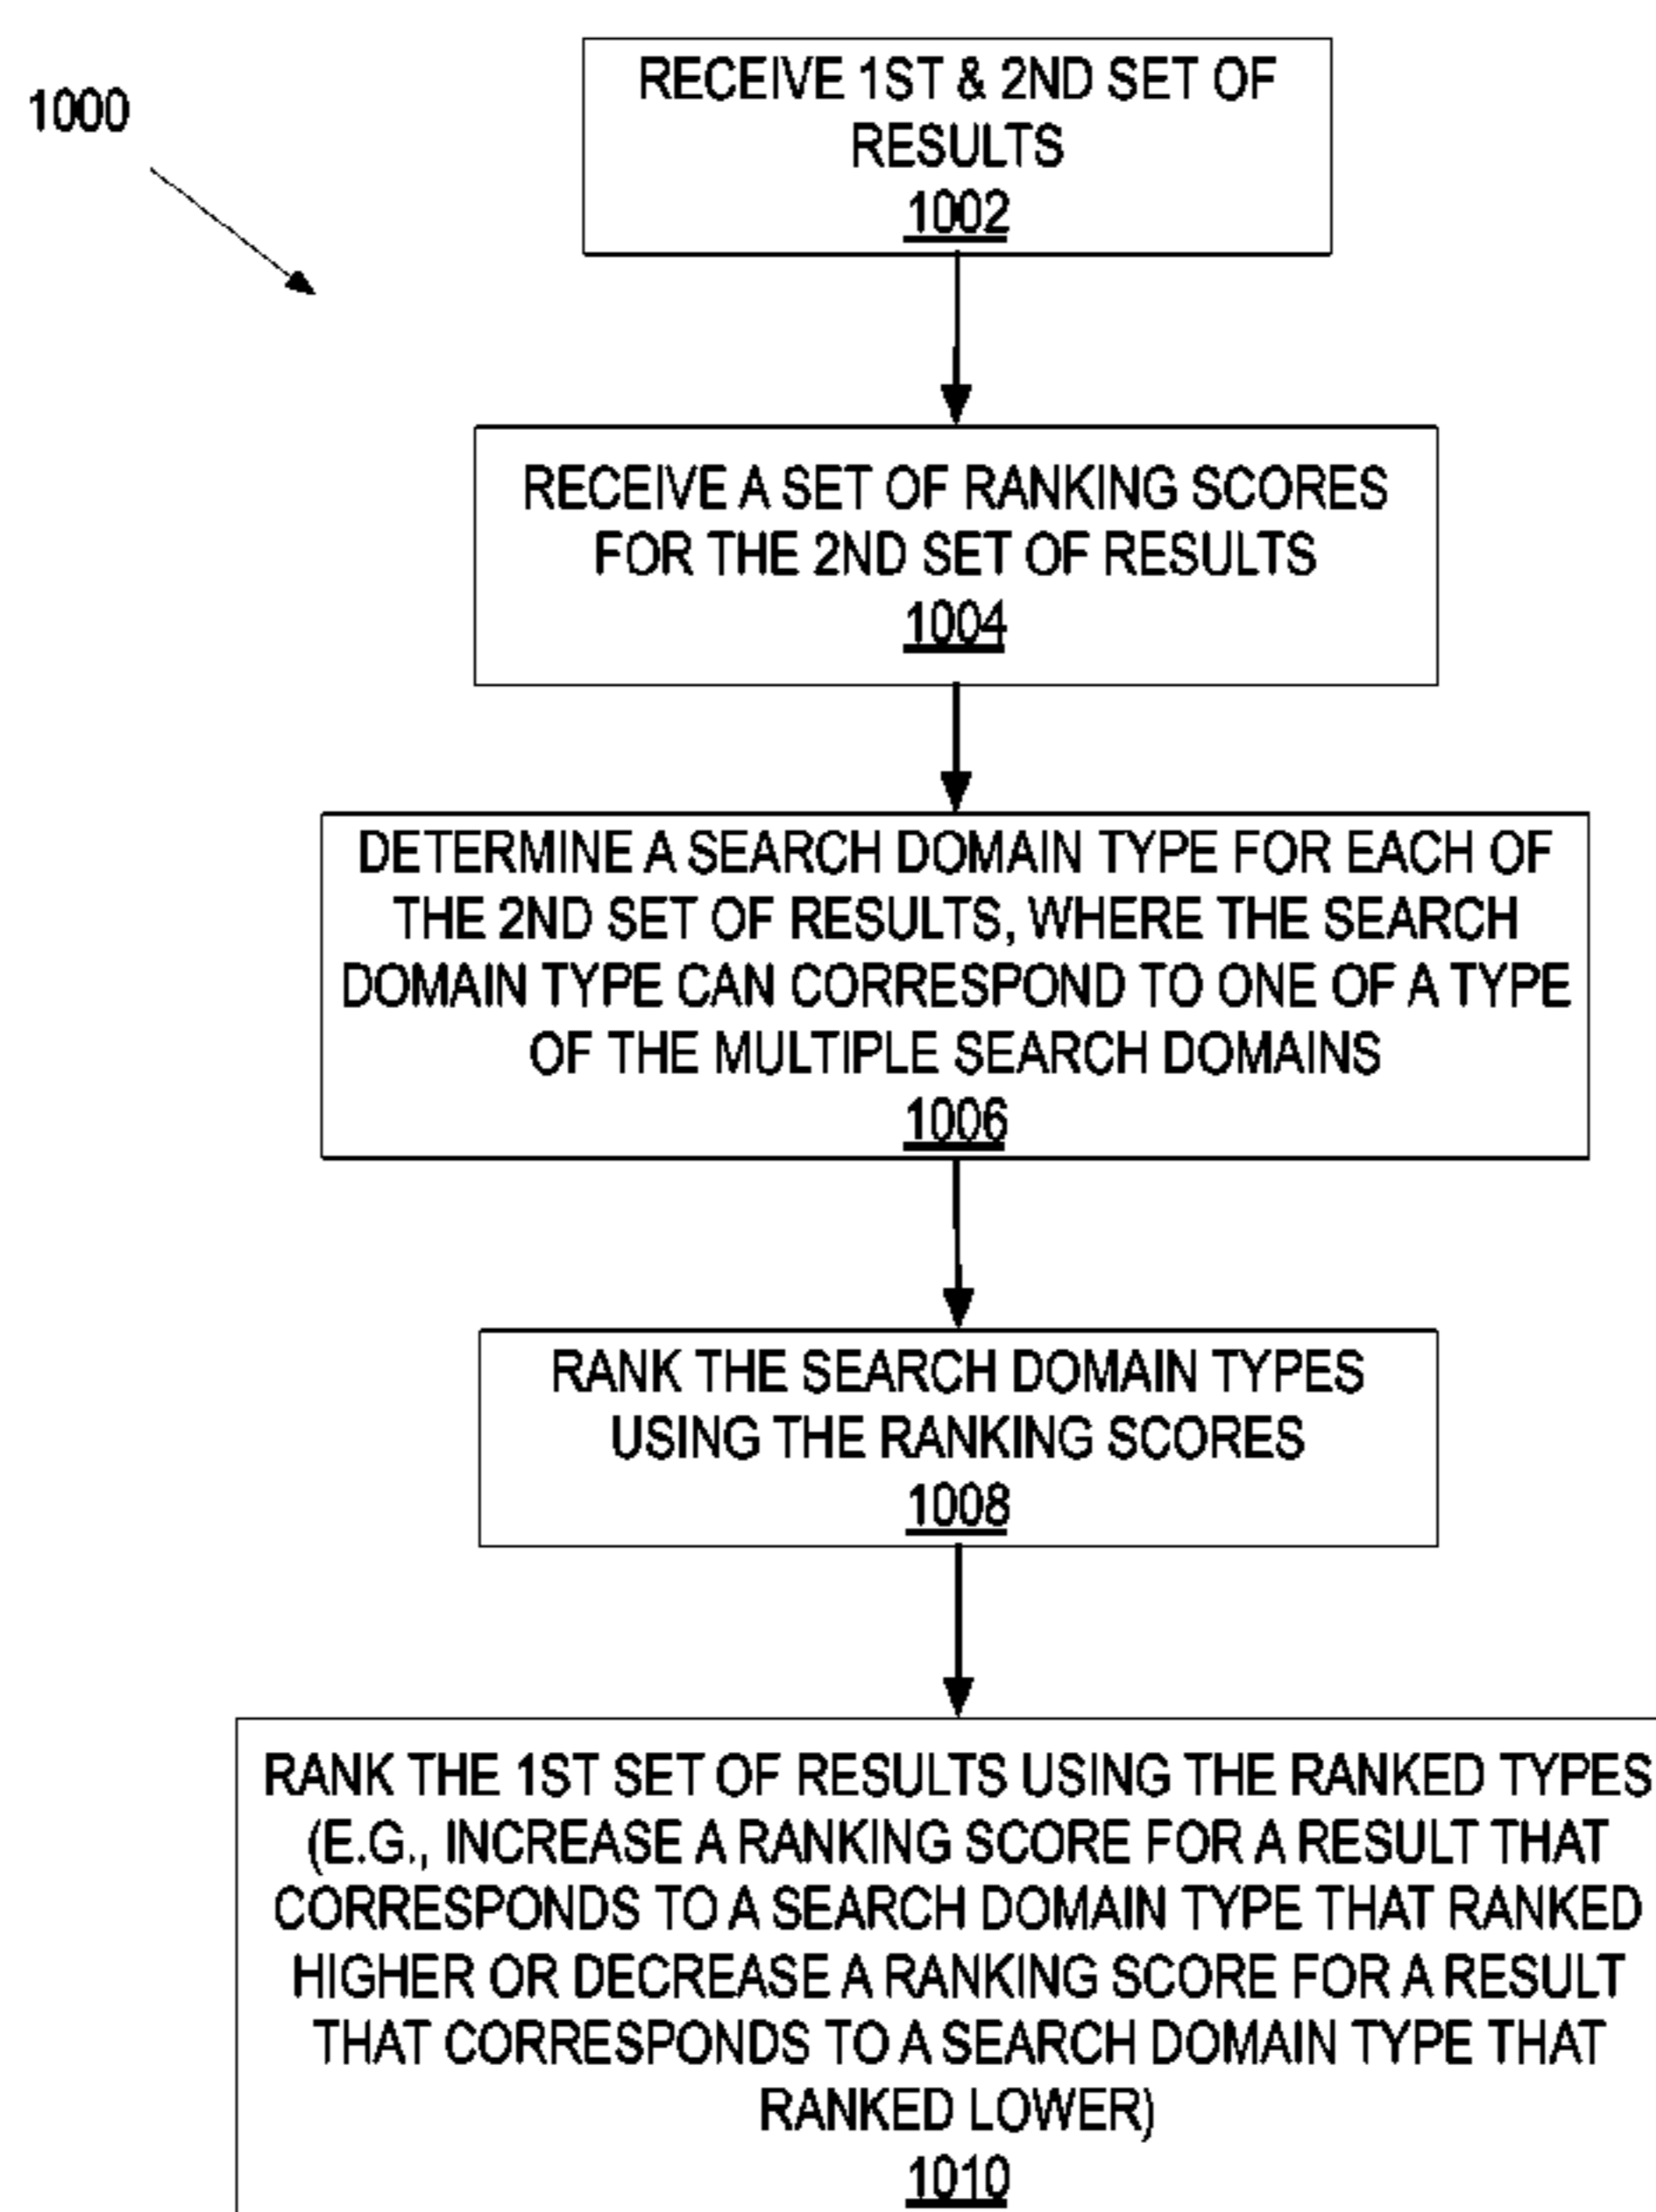 1000
RECEIVE 1ST & 2ND SET OF
RESULTS
1002
RECEIVE A SET OF RANKING SCORES
FOR THE 2ND SET OF RESULTS
1004
DETERMINE A SEARCH DOMAIN TYPE FOR EACH OF
THE 2ND SET OF RESULTS, WHERE THE SEARCH
DOMAIN TYPE CAN CORRESPOND TO ONE OF A TYPE
OF THE MULTIPLE SEARCH DOMAINS
1006
RANK THE SEARCH DOMAIN TYPES
USING THE RANKING SCORES
1008
RANK THE 1ST SET OF RESULTS USING THE RANKED TYPES
(E.G., INCREASE A RANKING SCORE FOR A RESULT THAT
CORRESPONDS TO A SEARCH DOMAIN TYPE THAT RANKED
HIGHER OR DECREASE A RANKING SCORE FOR A RESULT
THAT CORRESPONDS TO A SEARCH DOMAIN TYPE THAT
RANKED LOWER)
1010